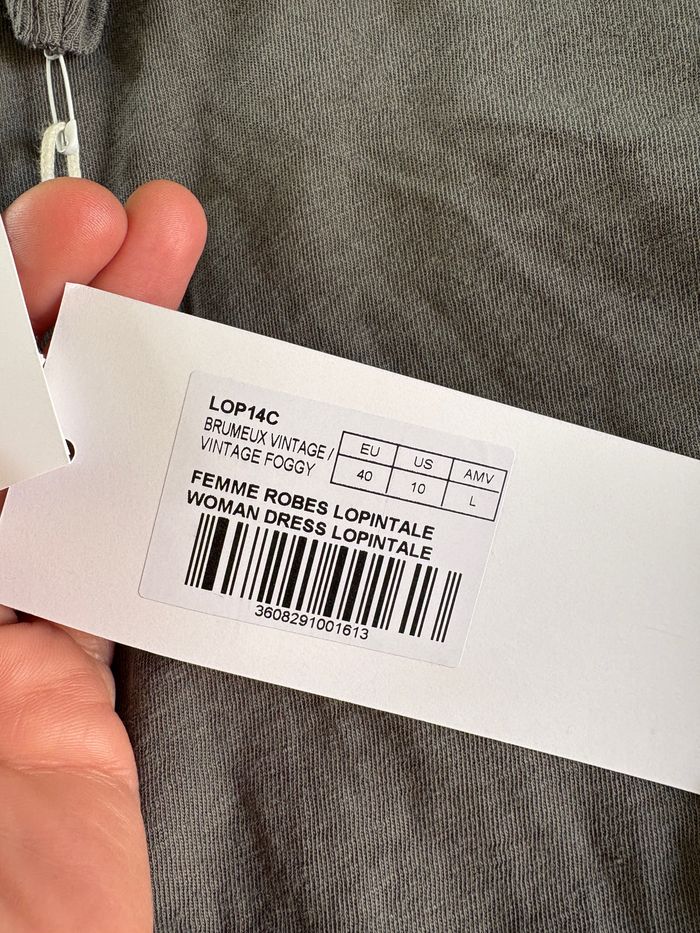 LOP14C
BRUMEUX VINTAGE /
VINTAGE FOGGY
EU US AMV
40 10 L
FEMME ROBES LOPINTALE
WOMAN DRESS LOPINTALE
3608291001613